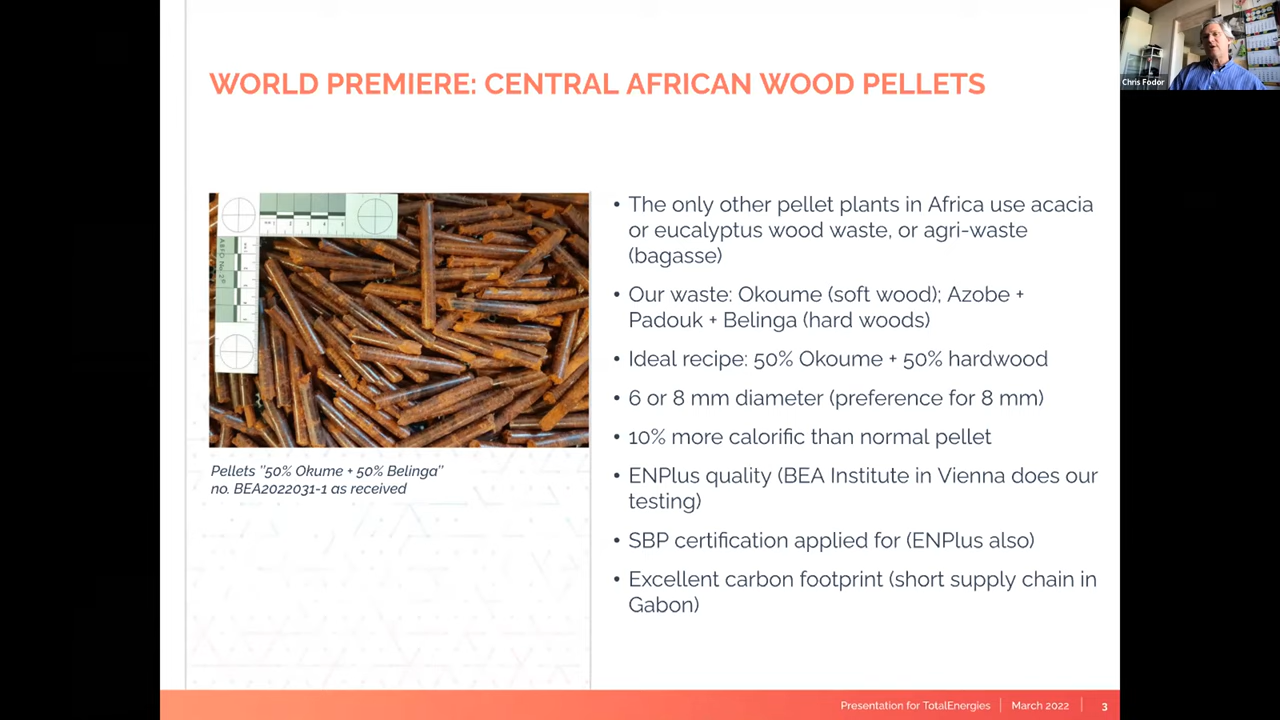 Chris Fodor
WORLD PREMIERE: CENTRAL AFRICAN WOOD PELLETS
Pellets "50% Okume + 50% Belinga"
no. BEA2022031-1 as received
• The only other pellet plants in Africa use acacia
or eucalyptus wood waste, or agri-waste
(bagasse)
• Our waste: Okoume (soft wood); Azobe +
Padouk + Belinga (hard woods)
• Ideal recipe: 50% Okoume + 50% hardwood
• 6 or 8 mm diameter (preference for 8 mm)
• 10% more calorific than normal pellet
• ENPlus quality (BEA Institute in Vienna does our
testing)
• SBP certification applied for (ENPlus also)
• Excellent carbon footprint (short supply chain in
Gabon)
Presentation for TotalEnergies | March 2022 | 3